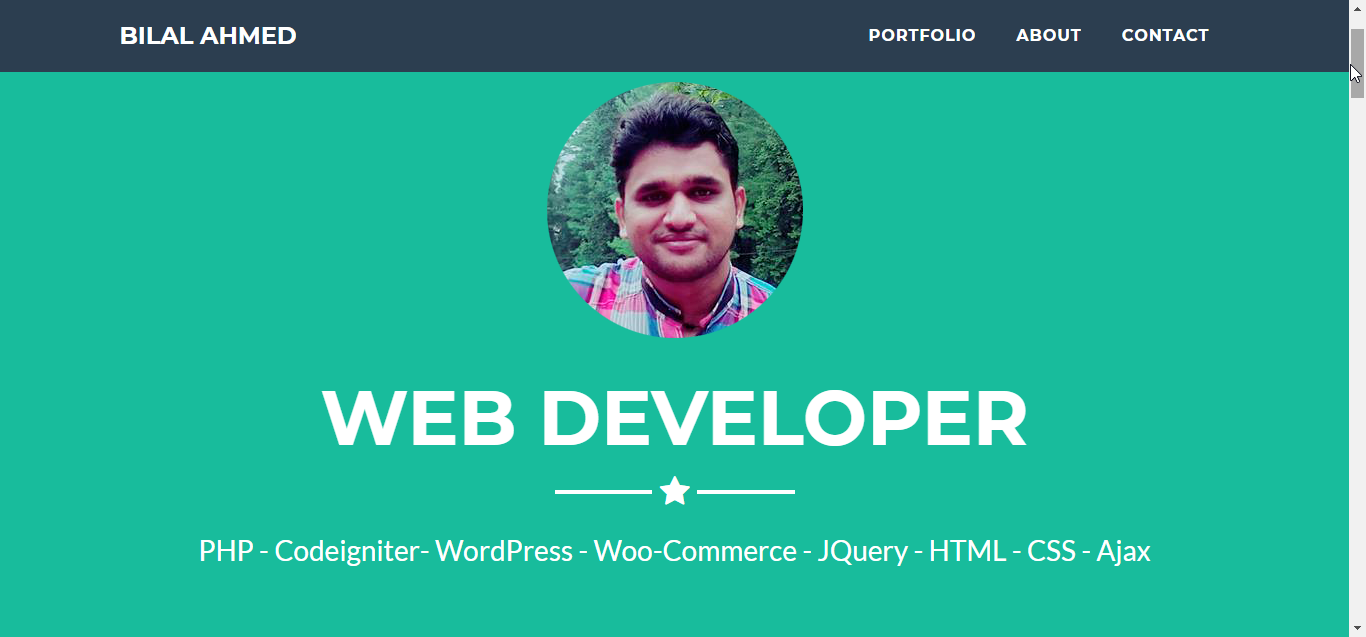 BILAL AHMED PORTFOLIO ABOUT CONTACT
WEB DEVELOPER
PHP - Codeigniter- WordPress - Woo-Commerce - JQuery - HTML - CSS - Ajax